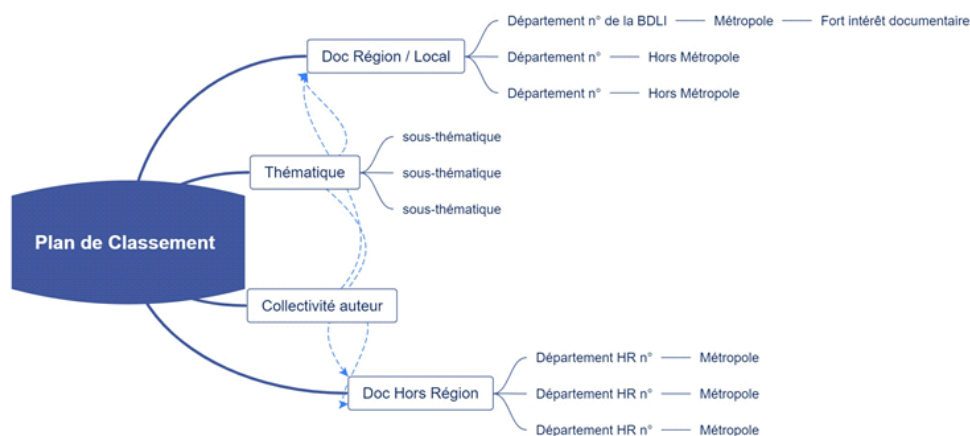 Département n° de la BDLI Métropole Fort intérêt documentaire
Doc Région / Local
Département n° Hors Métropole
Département n° Hors Métropole
sous-thématique
Thématique
sous-thématique
sous-thématique
Plan de Classement
Collectivité auteur
Département HR n° Métropole
Doc Hors Région
Département HR n° Métropole
Département HR n° Métropole